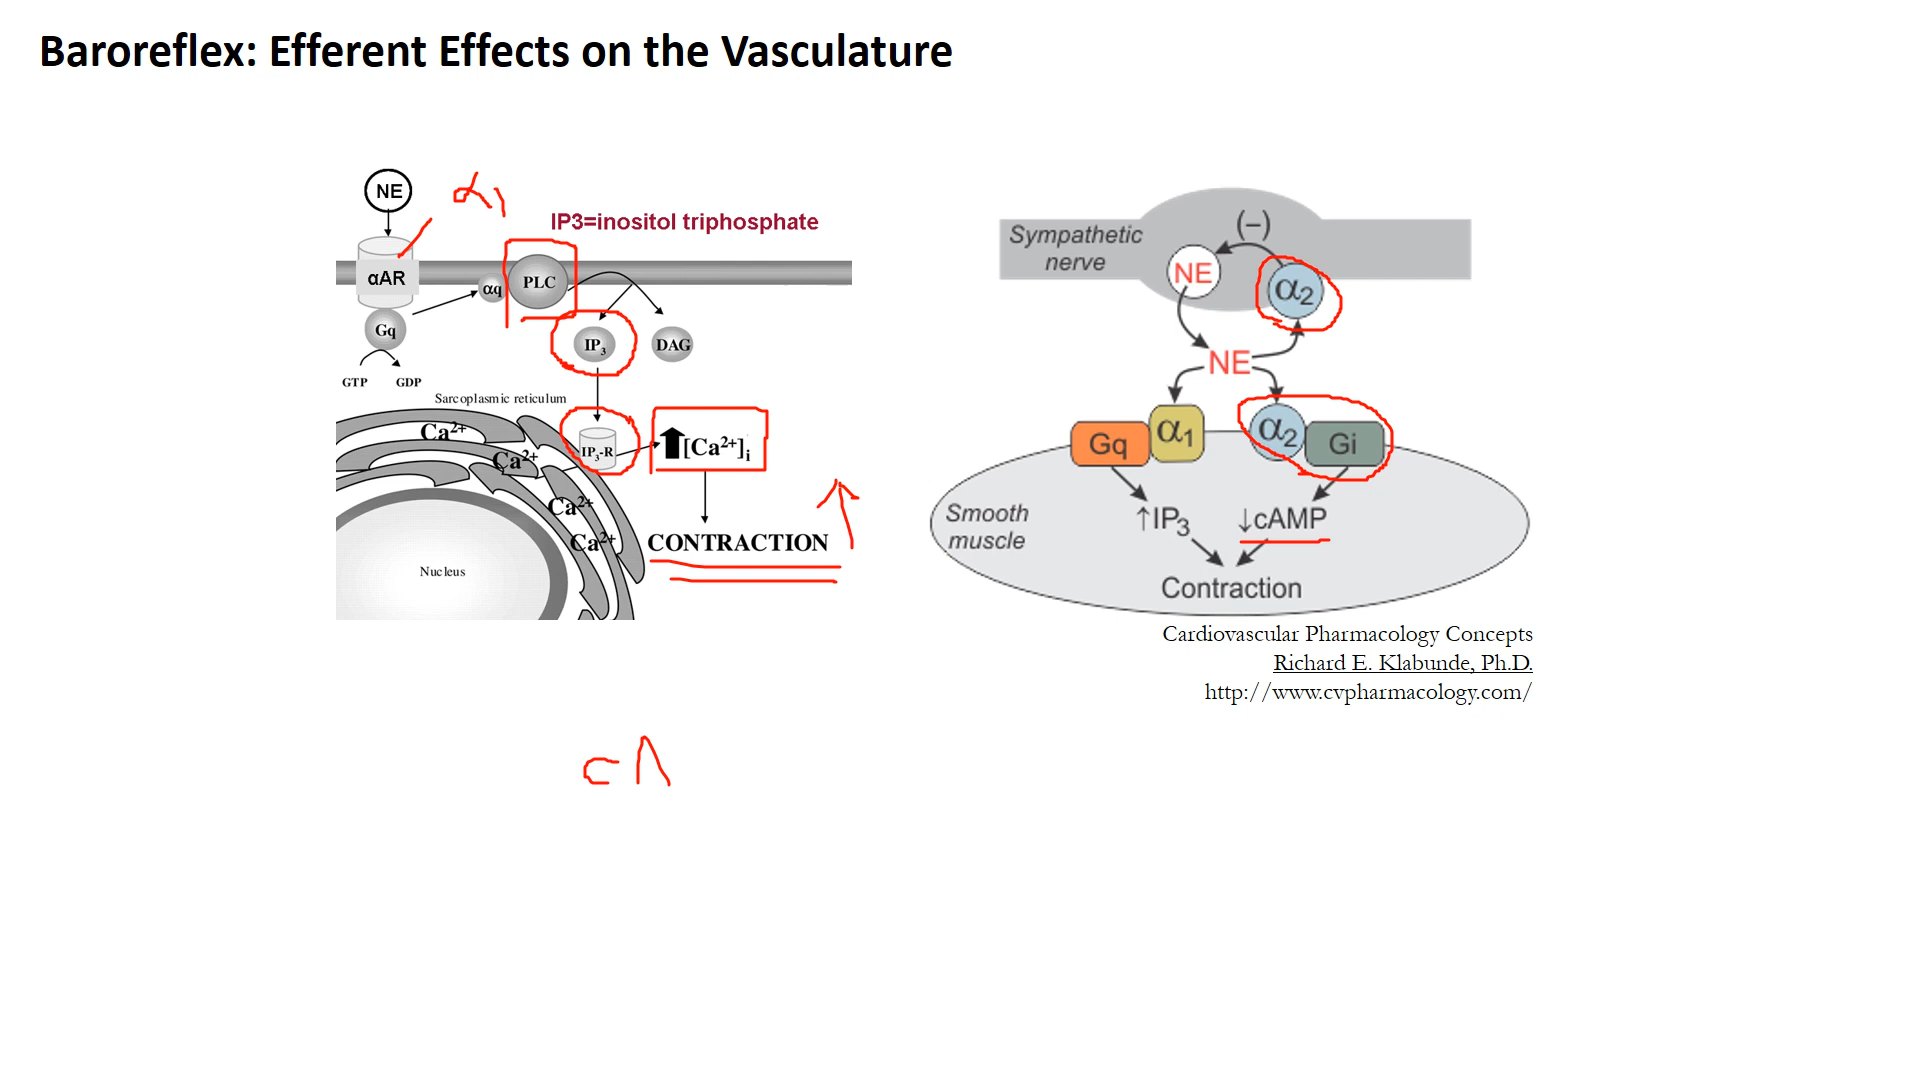 Baroreflex: Efferent Effects on the Vasculature
NE
α1
IP3=inositol triphosphate
αAR
αq
PLC
Gq
IP3
DAG
GTP
GDP
Sarcoplasmic reticulum
Ca2+
Ca2+
Ca2+
Ca2+
IP3-R
[Ca2+]i
CONTRACTION
Nucleus
Sympathetic
nerve
(−)
NE
α2
NE
Gq
α1
α2
Gi
Smooth
muscle
↑IP3
↓cAMP
Contraction
Cardiovascular Pharmacology Concepts
Richard E. Klabunde, Ph.D.
http://www.cvpharmacology.com/